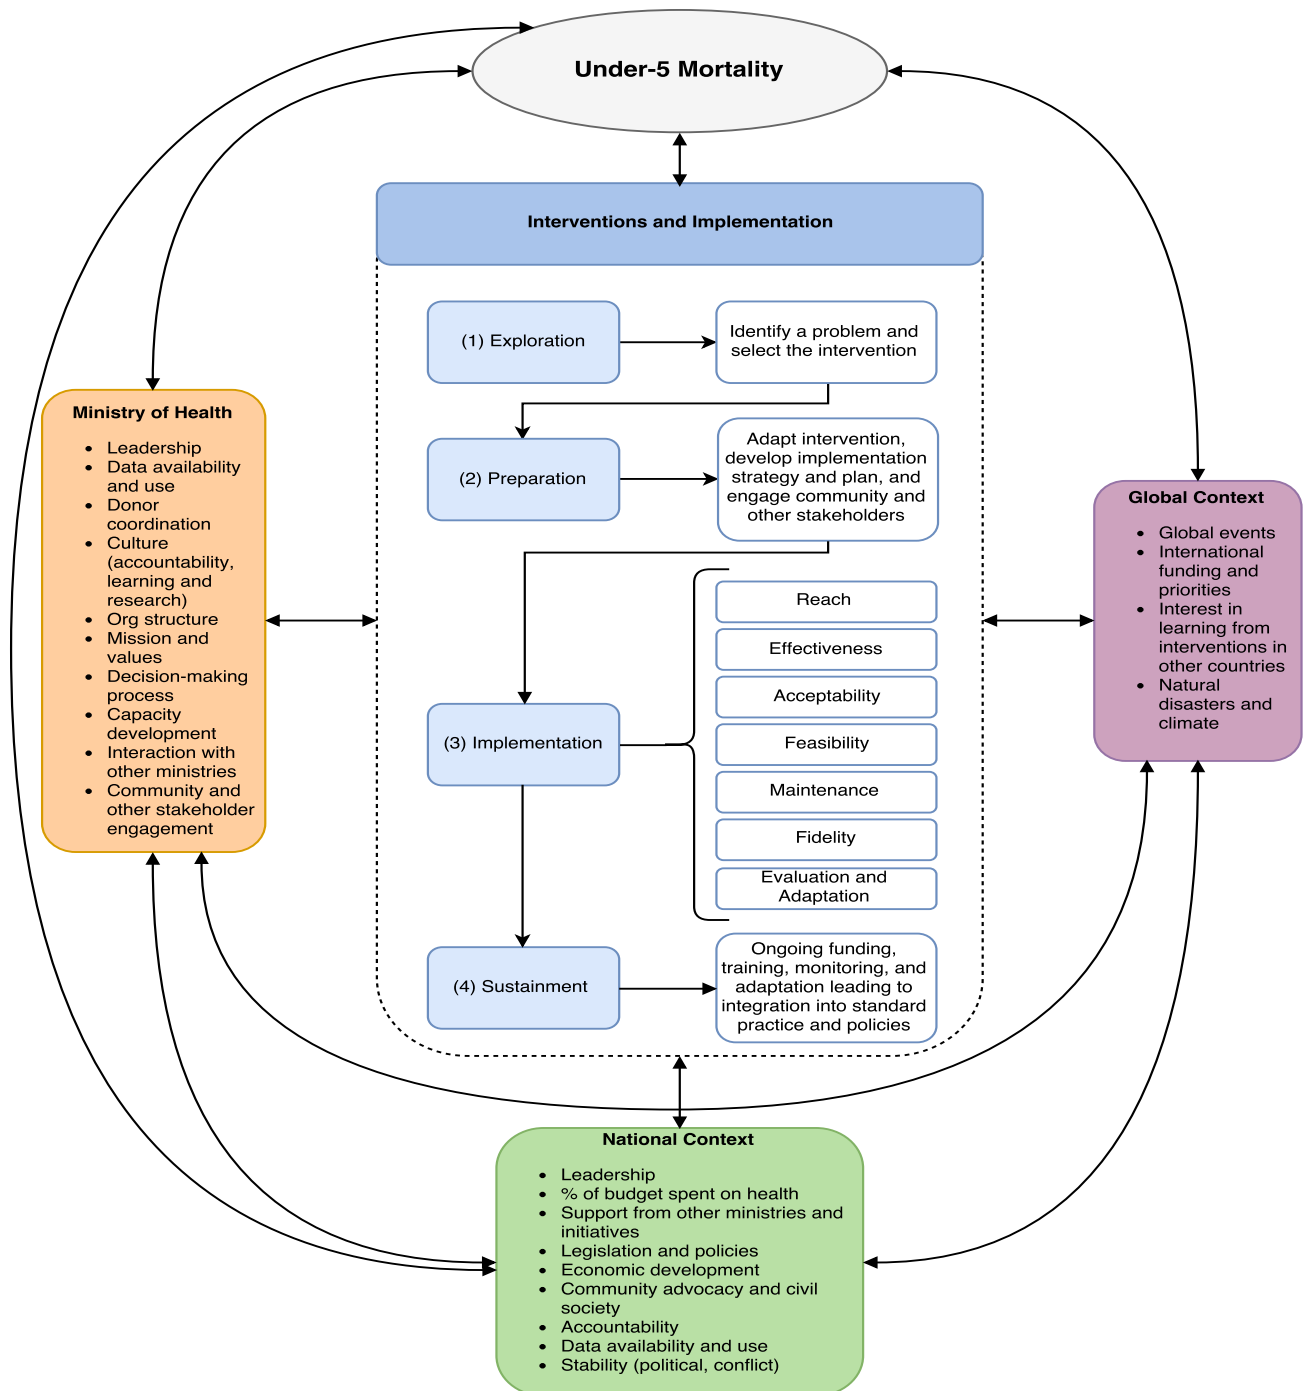 Under-5 Mortality
Interventions and Implementation
(1) Exploration
Identify a problem and
select the intervention
(2) Preparation
Adapt intervention,
develop implementation
strategy and plan, and
engage community and
other stakeholders
(3) Implementation
Reach
Effectiveness
Acceptability
Feasibility
Maintenance
Fidelity
Evaluation and
Adaptation
(4) Sustainment
Ongoing funding,
training, monitoring, and
adaptation leading to
integration into standard
practice and policies
Ministry of Health
• Leadership
• Data availability
and use
• Donor
coordination
• Culture
(accountability,
learning and
research)
• Org structure
• Mission and
values
• Decision-making
process
• Capacity
development
• Interaction with
other ministries
• Community and
other stakeholder
engagement
Global Context
• Global events
• International
funding and
priorities
• Interest in
learning from
interventions in
other countries
• Natural
disasters and
climate
National Context
• Leadership
• % of budget spent on health
• Support from other ministries and
initiatives
• Legislation and policies
• Economic development
• Community advocacy and civil
society
• Accountability
• Data availability and use
• Stability (political, conflict)